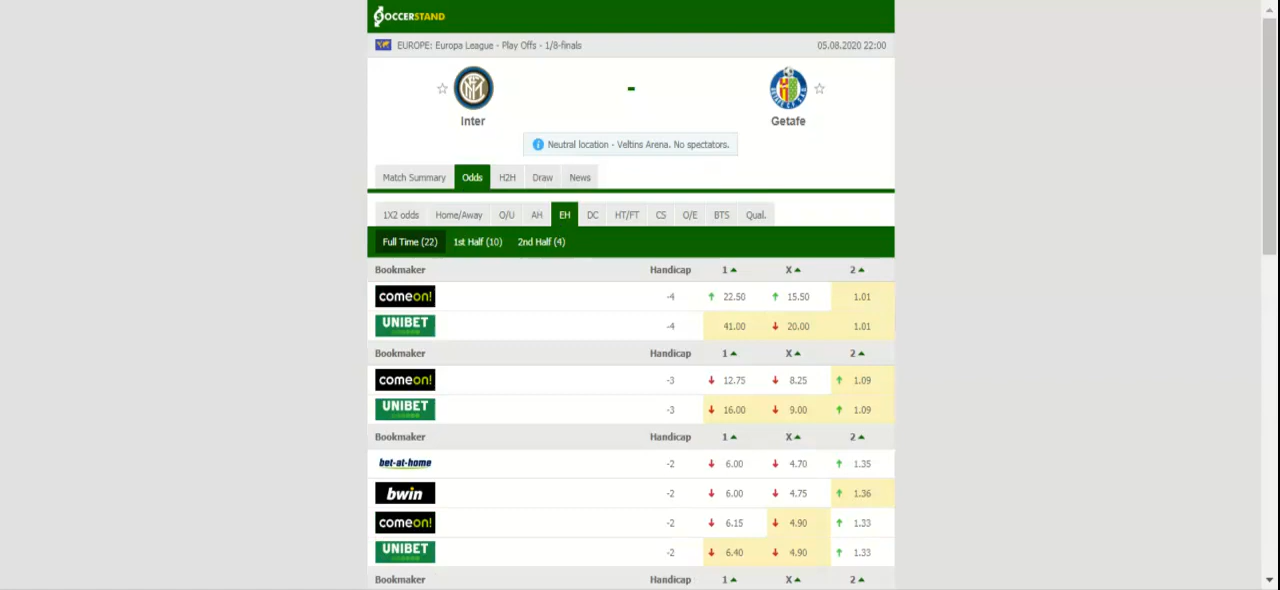 SOCCERSTAND
EUROPE: Europa League - Play Offs - 1/8-finals 05.08.2020 22:00
-
Inter Getafe
Neutral location - Veltins Arena. No spectators.
Match Summary Odds H2H Draw News
1X2 odds Home/Away O/U AH EH DC HT/FT CS O/E BTS Qual.
Full Time (22) 1st Half (10) 2nd Half (4)
Bookmaker Handicap 1 X 2
comeon! -4 22.50 15.50 1.01
UNIBET -4 41.00 20.00 1.01
Bookmaker Handicap 1 X 2
comeon! -3 12.75 8.25 1.09
UNIBET -3 16.00 9.00 1.09
Bookmaker Handicap 1 X 2
bet-at-home -2 6.00 4.70 1.35
bwin -2 6.00 4.75 1.36
comeon! -2 6.15 4.90 1.33
UNIBET -2 6.40 4.90 1.33
Bookmaker Handicap 1 X 2